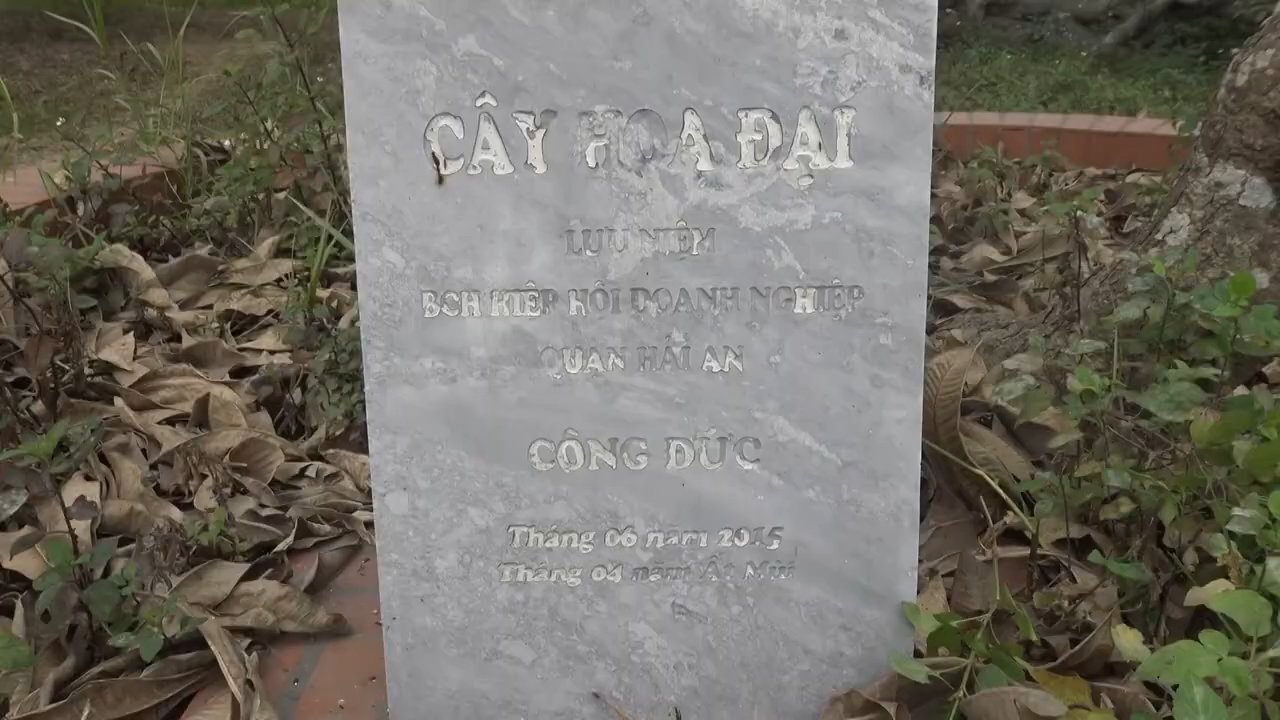 CÂY HOA ĐẠI
LƯU NIỆM
BCH HIỆP HỘI DOANH NGHIỆP
QUẬN HẢI AN
CÔNG ĐỨC
Tháng 06 năm 2015
Tháng 04 năm Ất Mùi